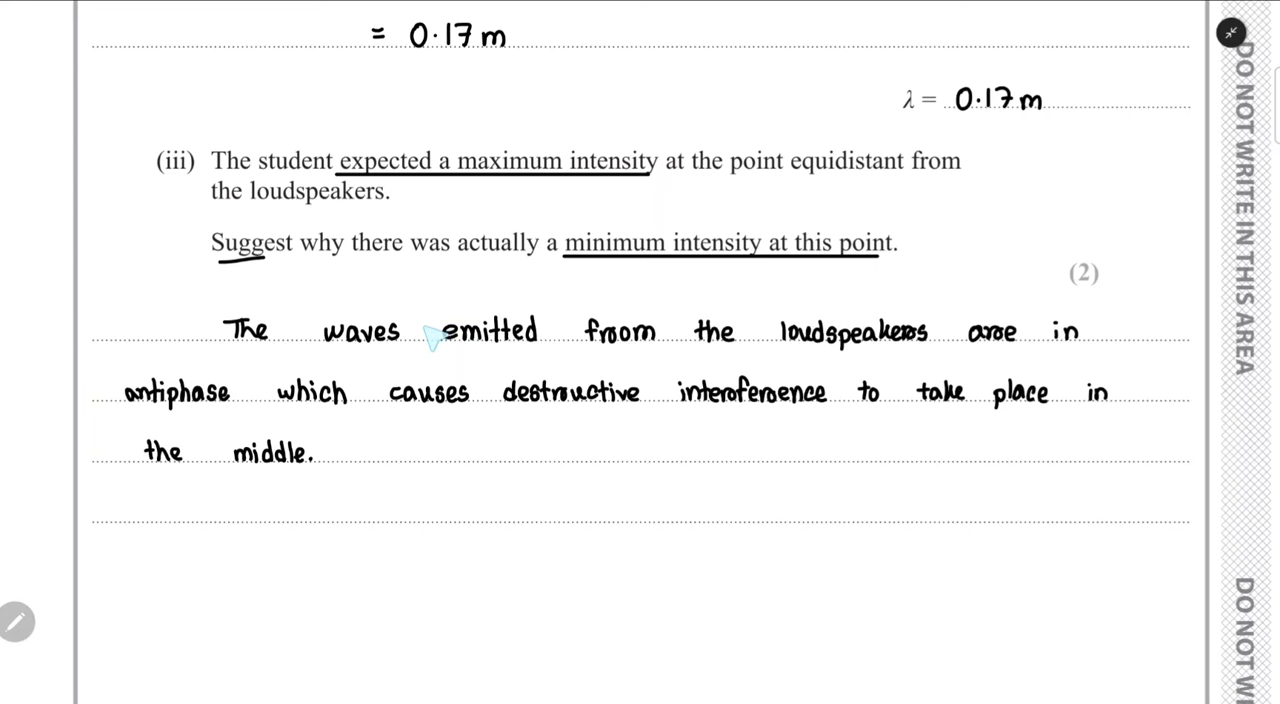 = 0.17 m
λ = 0.17 m
(iii) The student expected a maximum intensity at the point equidistant from
the loudspeakers.
Suggest why there was actually a minimum intensity at this point.
(2)
The waves emitted from the loudspeakers are in
antiphase which causes destructive interference to take place in
the middle.
DO NOT WRITE IN THIS AREA
DO NOT WI